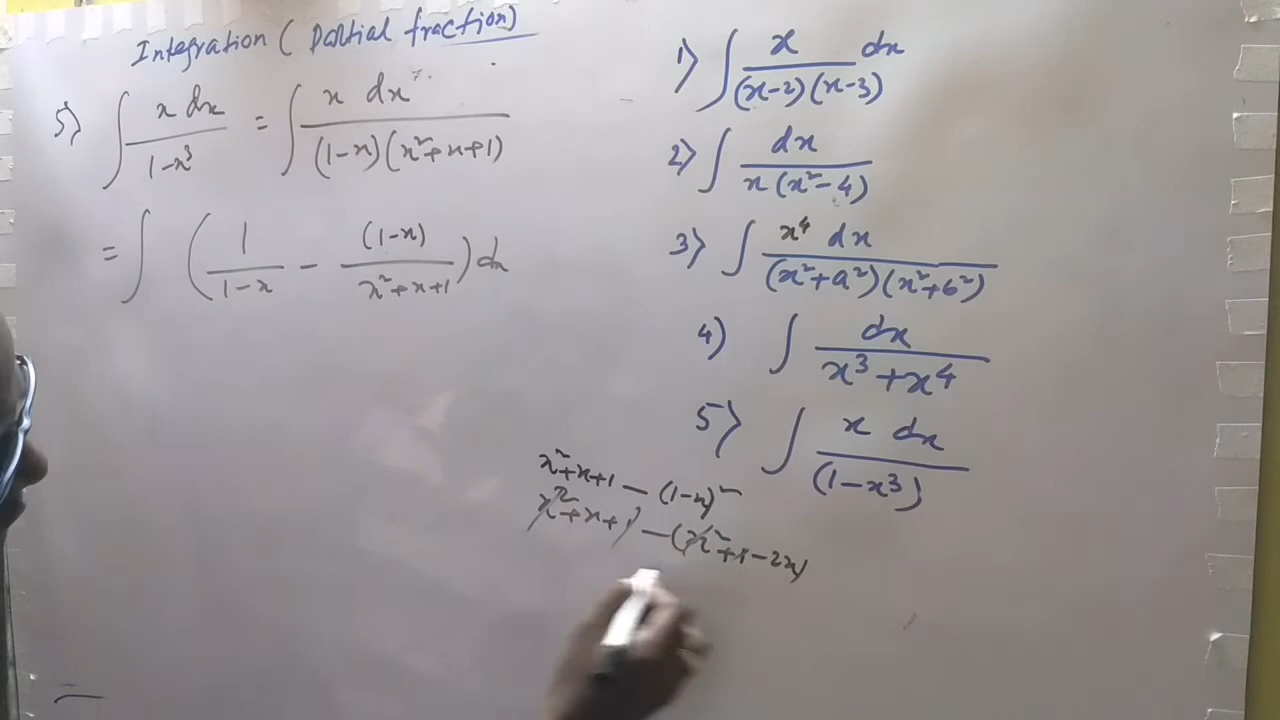 Integration ( Partial fraction)
5) ∫ x dx / 1-x³ = ∫ x dx / (1-x)(x²+x+1)
= ∫ ( 1 / 1-x - (1-x) / x²+x+1 ) dx
1) ∫ x / (x-2)(x-3) dx
2) ∫ dx / x(x²-4)
3) ∫ x⁴ dx / (x²+a²)(x²+b²)
4) ∫ dx / x³+x⁴
5) ∫ x dx / (1-x³)
x²+x+1 - (1-x)²
x²+x+1 - (x²+1-2x)